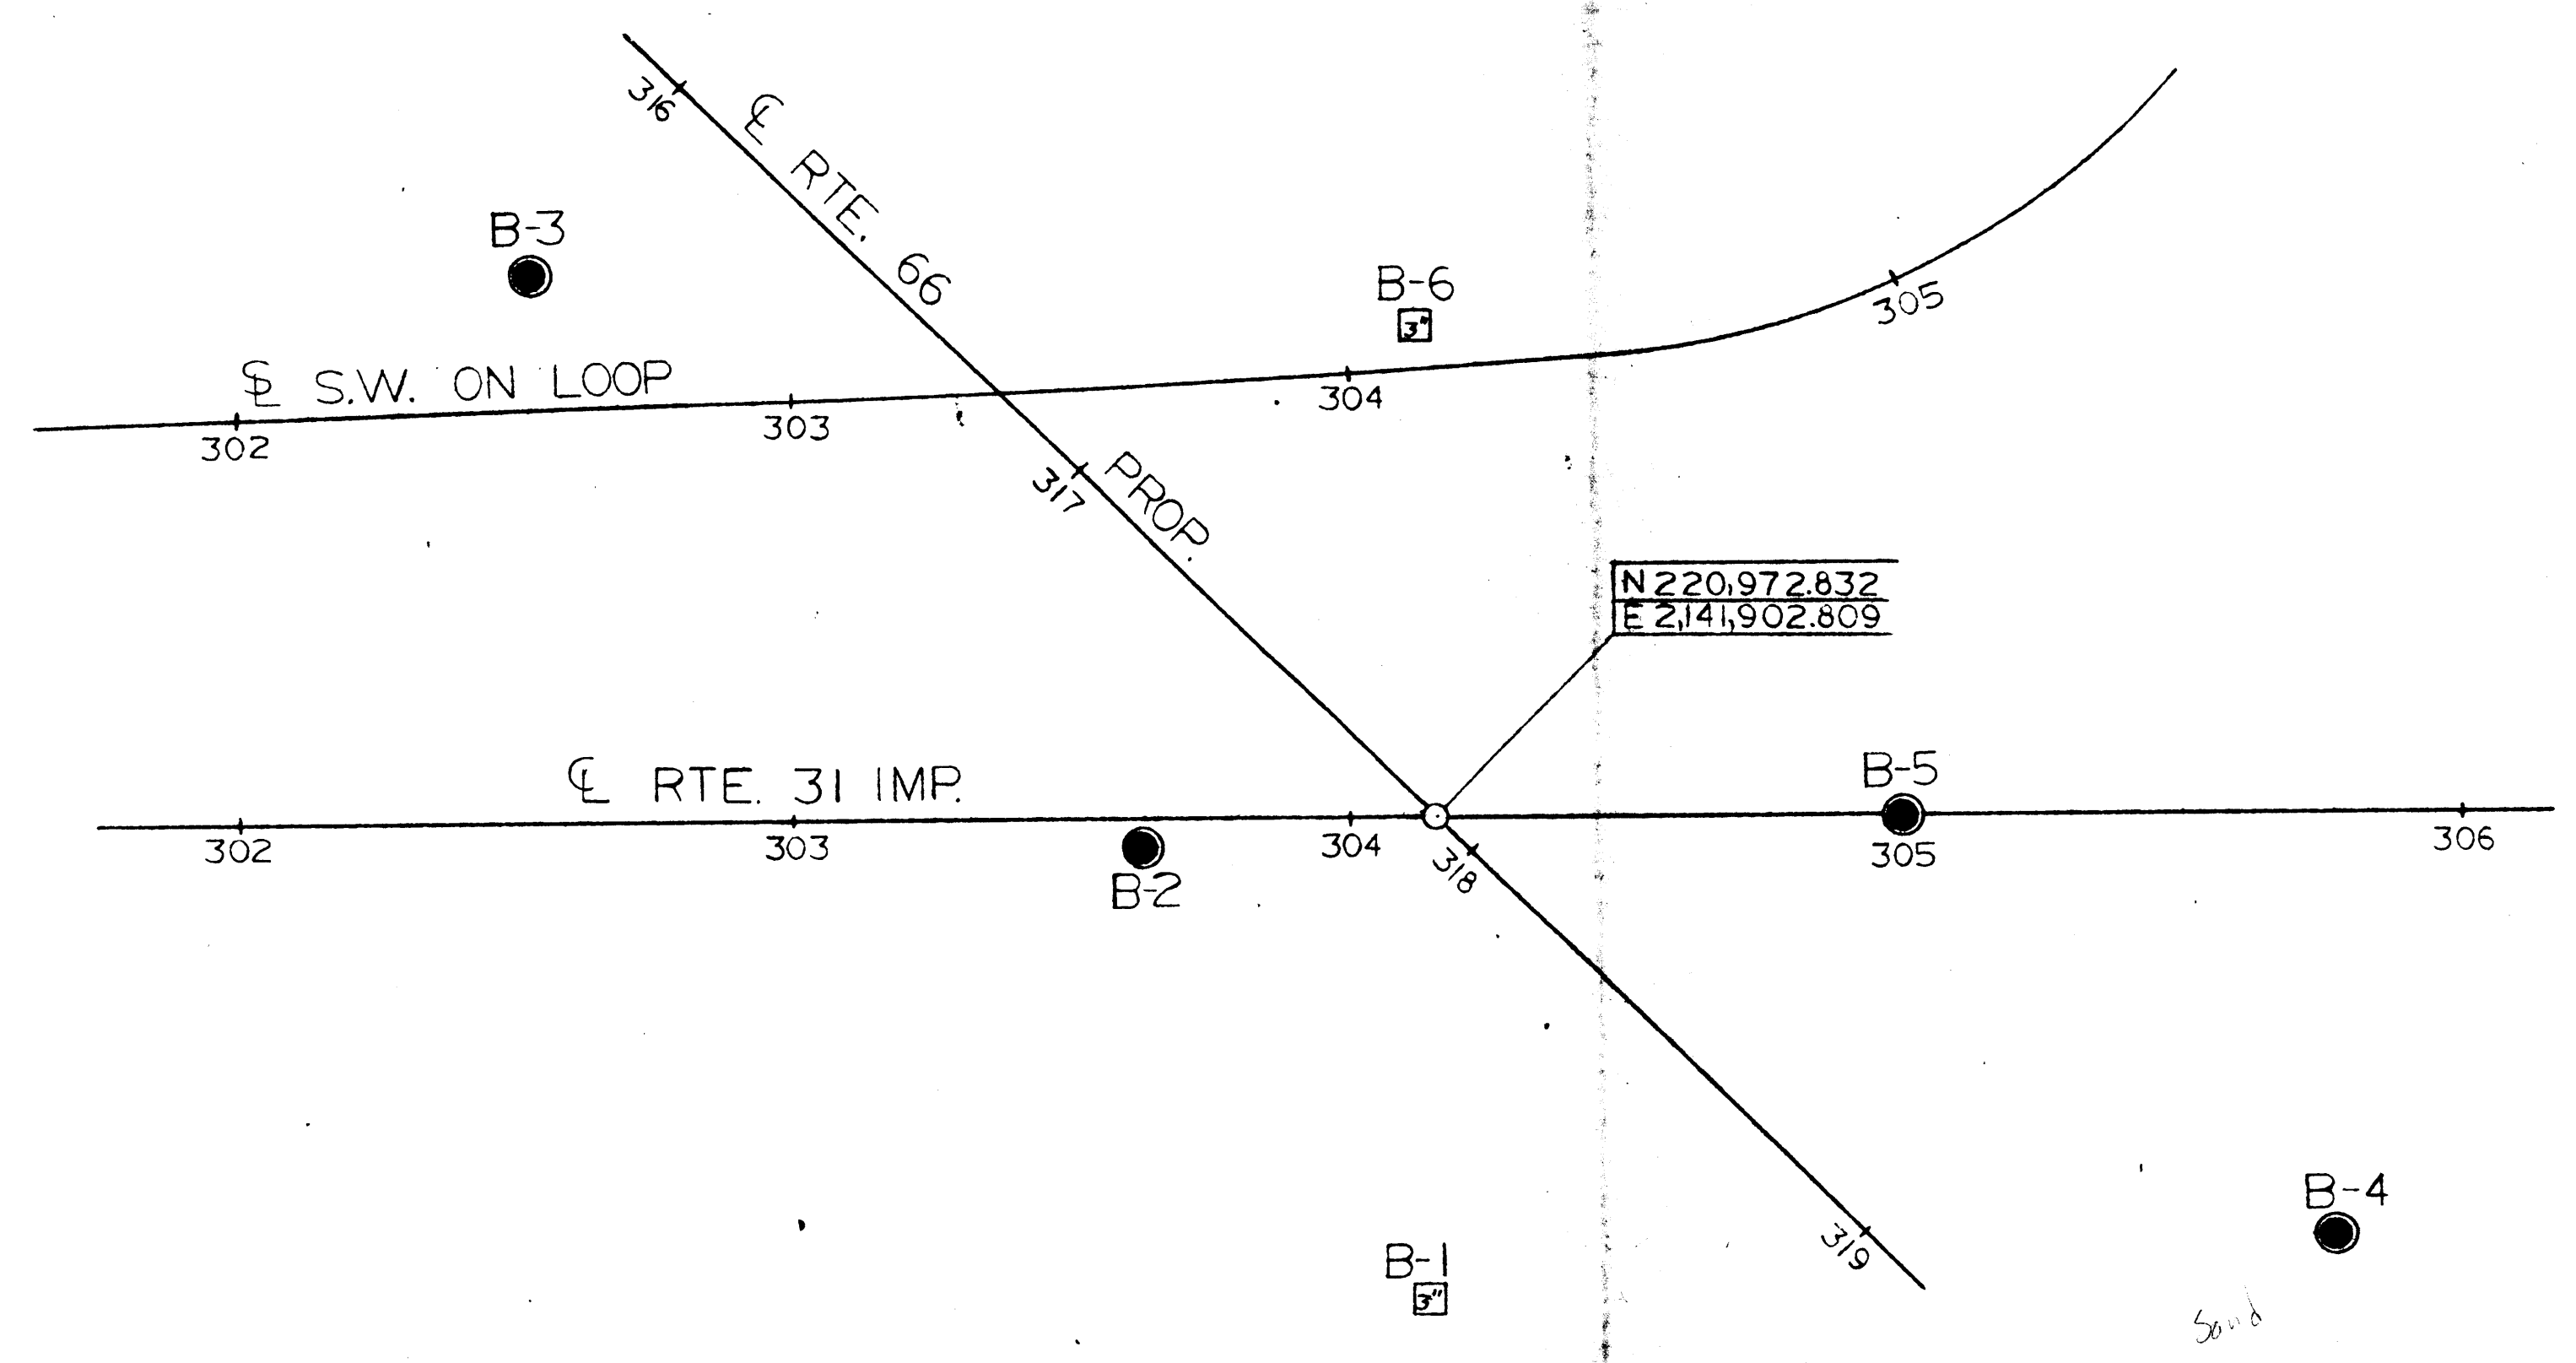 316
℄ RTE. 66
B-3
B-6
3"
305
℄ S.W. ON LOOP
302
303
304
317
PROP.
N 220,972.832
E 2,141,902.809
℄ RTE. 31 IMP.
B-5
302
303
304
305
306
318
B-2
B-4
319
B-1
3"
Sand